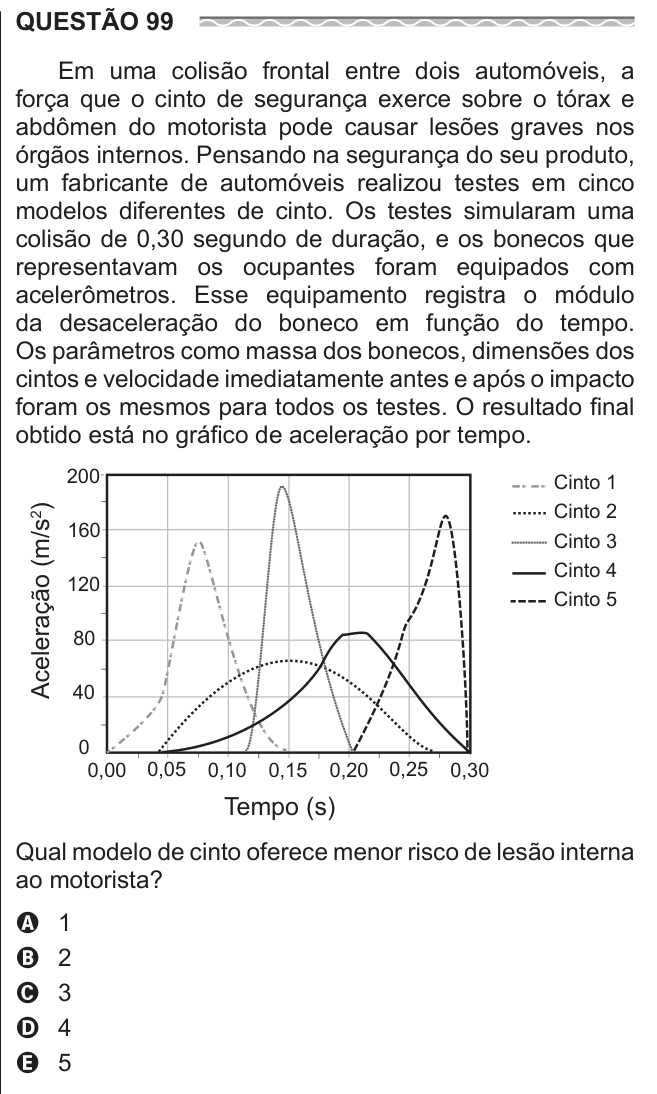 QUESTÃO 99
Em uma colisão frontal entre dois automóveis, a
força que o cinto de segurança exerce sobre o tórax e
abdômen do motorista pode causar lesões graves nos
órgãos internos. Pensando na segurança do seu produto,
um fabricante de automóveis realizou testes em cinco
modelos diferentes de cinto. Os testes simularam uma
colisão de 0,30 segundo de duração, e os bonecos que
representavam os ocupantes foram equipados com
acelerômetros. Esse equipamento registra o módulo
da desaceleração do boneco em função do tempo.
Os parâmetros como massa dos bonecos, dimensões dos
cintos e velocidade imediatamente antes e após o impacto
foram os mesmos para todos os testes. O resultado final
obtido está no gráfico de aceleração por tempo.
Aceleração (m/s²)
200
160
120
80
40
0
0,00 0,05 0,10 0,15 0,20 0,25 0,30
Tempo (s)
Cinto 1
Cinto 2
Cinto 3
Cinto 4
Cinto 5
Qual modelo de cinto oferece menor risco de lesão interna
ao motorista?
A 1
B 2
C 3
D 4
E 5